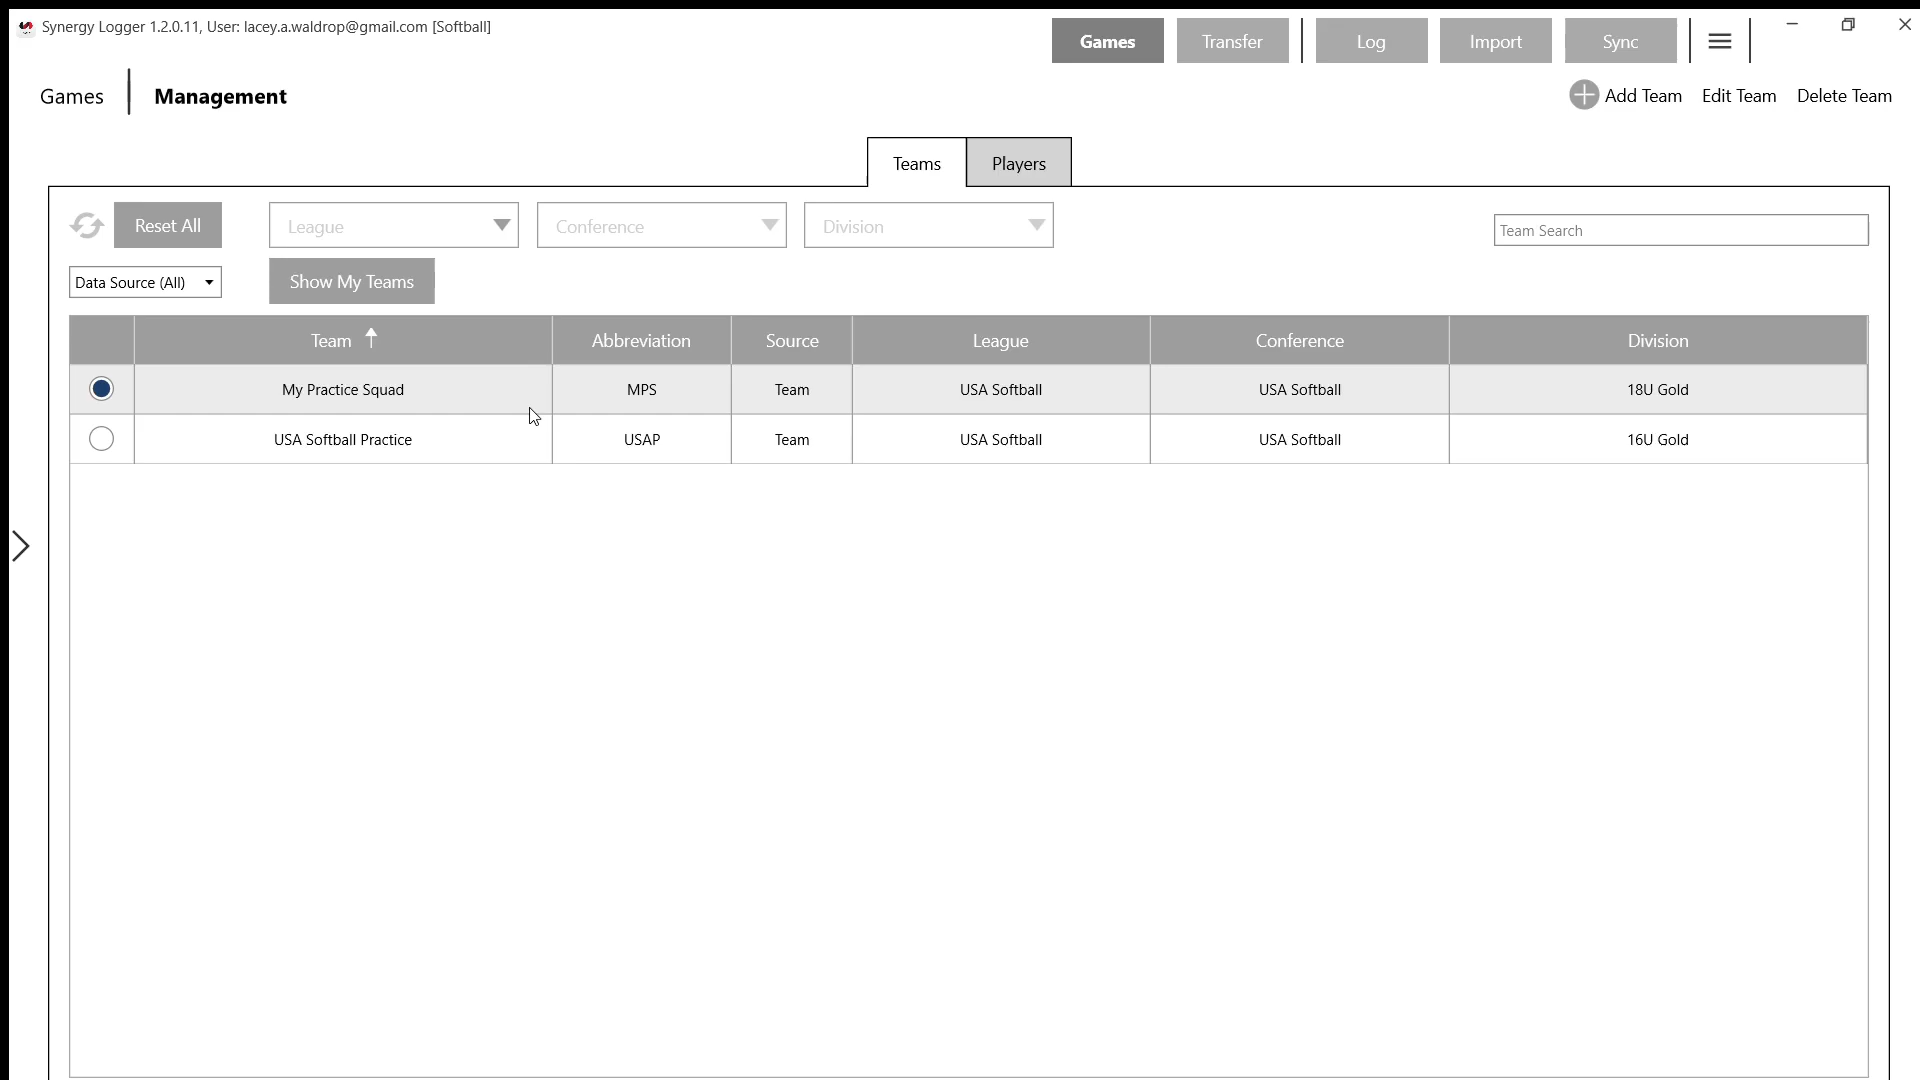 Synergy Logger 1.2.0.11, User: lacey.a.waldrop@gmail.com [Softball]
Games Transfer Log Import Sync
Games Management Add Team Edit Team Delete Team
Teams Players
Reset All League Conference Division Team Search
Data Source (All) Show My Teams
Team Abbreviation Source League Conference Division
My Practice Squad MPS Team USA Softball USA Softball 18U Gold
USA Softball Practice USAP Team USA Softball USA Softball 16U Gold